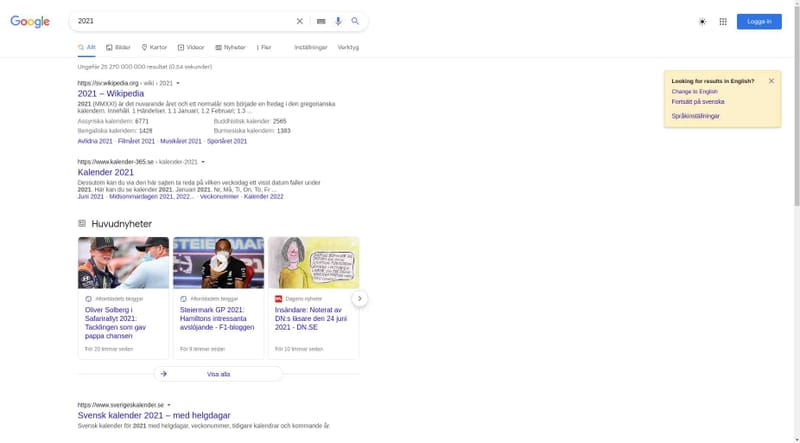 Google
2021
Logga in
Allt
Bilder
Kartor
Videor
Nyheter
Fler
Inställningar
Verktyg
Ungefär 25 270 000 000 resultat (0,64 sekunder)
https://sv.wikipedia.org › wiki › 2021
2021 – Wikipedia
2021 (MMXXI) är det nuvarande året och ett normalår som började en fredag i den gregorianska
kalendern. Innehåll. 1 Händelser. 1.1 Januari; 1.2 Februari; 1.3 ...
Assyriska kalendern: 6771
Buddhistisk kalender: 2565
Bengaliska kalendern: 1428
Burmesiska kalendern: 1383
Avlidna 2021 · Filmåret 2021 · Musikåret 2021 · Sportåret 2021
https://www.kalender-365.se › kalender-2021
Kalender 2021
Dessutom kan du via den här sajten ta reda på vilken veckodag ett visst datum faller under
2021. Här kan du se kalender 2021. Januari 2021. Nr, Må, Ti, On, To, Fr ...
Juni 2021 · Midsommardagen 2021, 2022... · Veckonummer · Kalender 2022
Huvudnyheter
Aftonbladets bloggar
Oliver Solberg i
Safarirallyt 2021:
Tacklingen som gav
pappa chansen
För 20 timmar sedan
Aftonbladets bloggar
Steiermark GP 2021:
Hamiltons intressanta
avslöjande - F1-bloggen
För 9 timmar sedan
Dagens nyheter
Insändare: Noterat av
DN:s läsare den 24 juni
2021 - DN.SE
För 10 timmar sedan
Visa alla
https://www.sverigeskalender.se
Svensk kalender 2021 – med helgdagar
Svensk kalender för 2021 med helgdagar, veckonummer, tidigare kalendrar och kommande år.
Looking for results in English?
Change to English
Fortsätt på svenska
Språkinställningar